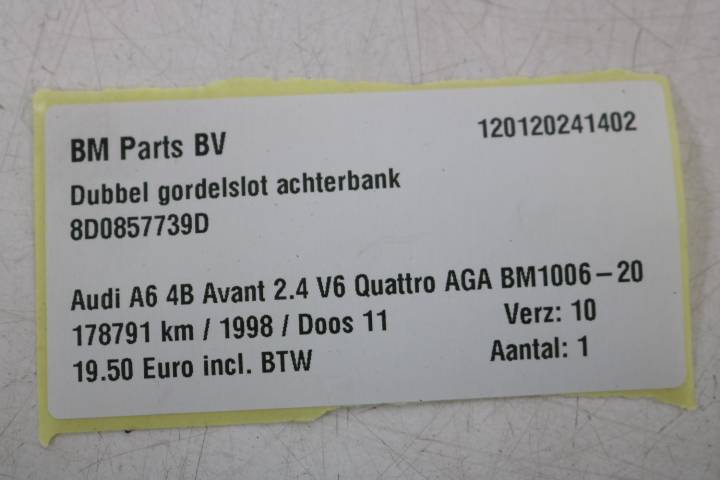 BM Parts BV 120120241402
Dubbel gordelslot achterbank
8D0857739D
Audi A6 4B Avant 2.4 V6 Quattro AGA BM1006-20
178791 km / 1998 / Doos 11 Verz: 10
19.50 Euro incl. BTW Aantal: 1